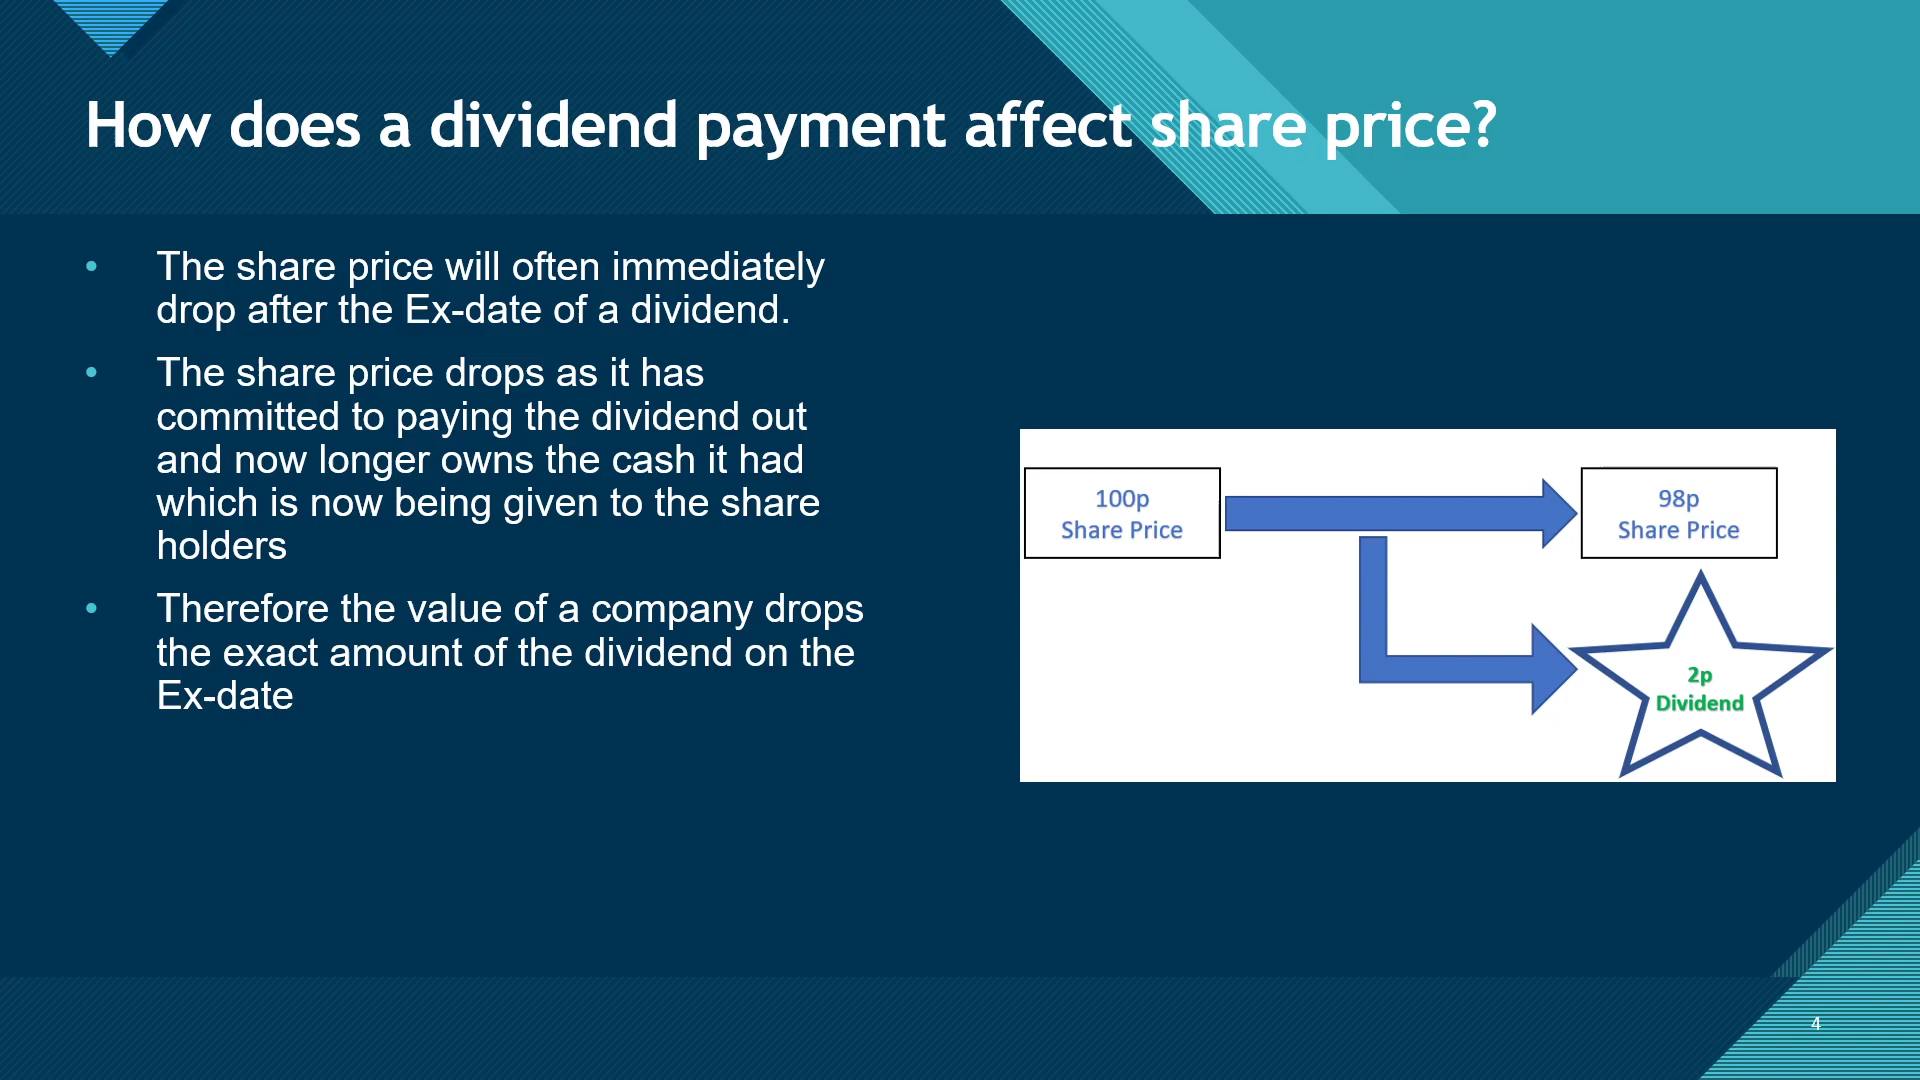 How does a dividend payment affect share price?
• The share price will often immediately
drop after the Ex-date of a dividend.
• The share price drops as it has
committed to paying the dividend out
and now longer owns the cash it had
which is now being given to the share
holders
• Therefore the value of a company drops
the exact amount of the dividend on the
Ex-date
100p
Share Price
98p
Share Price
2p
Dividend
4